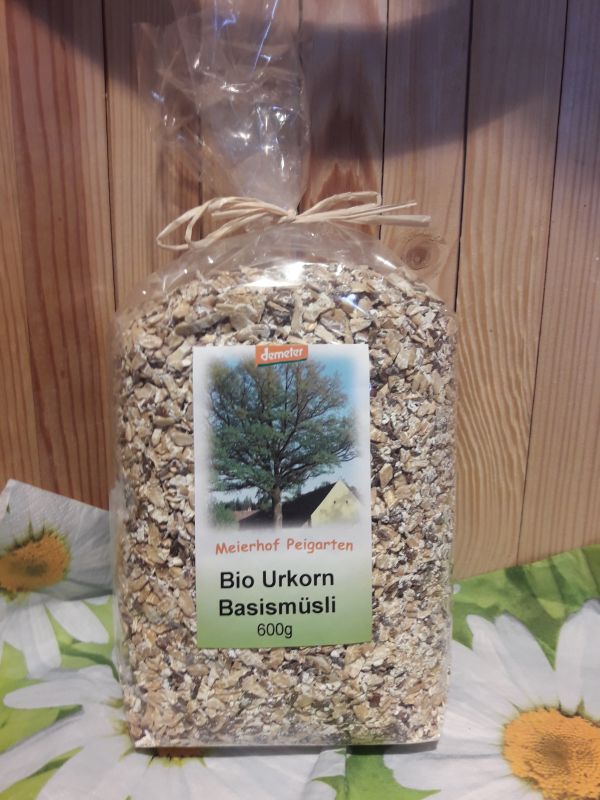 demeter
Meierhof Peigarten
Bio Urkorn
Basismüsli
600g